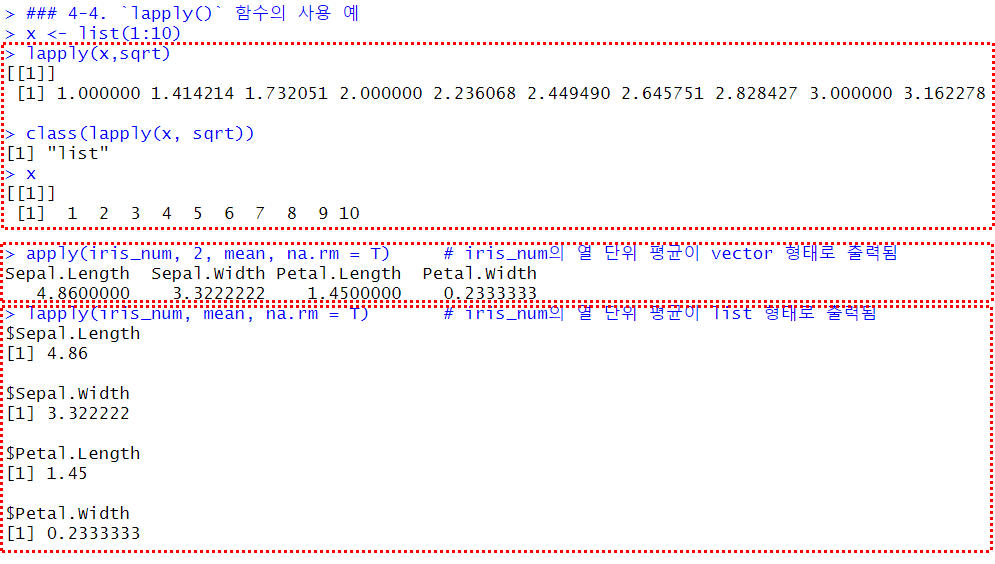 > ### 4-4. `lapply()` 함수의 사용 예
> x <- list(1:10)
> lapply(x,sqrt)
[[1]]
 [1] 1.000000 1.414214 1.732051 2.000000 2.236068 2.449490 2.645751 2.828427 3.000000 3.162278

> class(lapply(x, sqrt))
[1] "list"
> x
[[1]]
 [1]  1  2  3  4  5  6  7  8  9 10

> apply(iris_num, 2, mean, na.rm = T)     # iris_num의 열 단위 평균이 vector 형태로 출력됨
Sepal.Length  Sepal.Width Petal.Length  Petal.Width
   4.8600000    3.3222222    1.4500000    0.2333333
> lapply(iris_num, mean, na.rm = T)       # iris_num의 열 단위 평균이 list 형태로 출력됨
$Sepal.Length
[1] 4.86

$Sepal.Width
[1] 3.322222

$Petal.Length
[1] 1.45

$Petal.Width
[1] 0.2333333